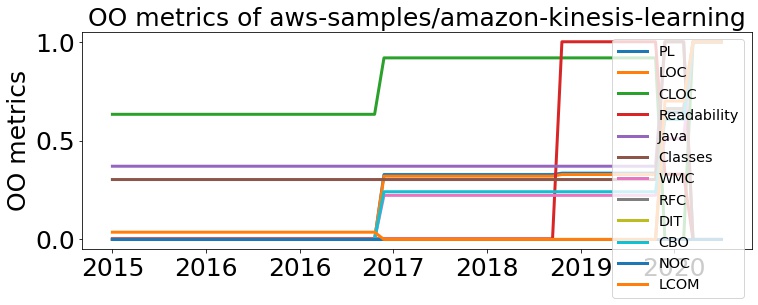 OO metrics of aws-samples/amazon-kinesis-learning
OO metrics
1.0
0.5
0.0
2015
2016
2016
2017
2018
2019
2020
PL
LOC
CLOC
Readability
Java
Classes
WMC
RFC
DIT
CBO
NOC
LCOM